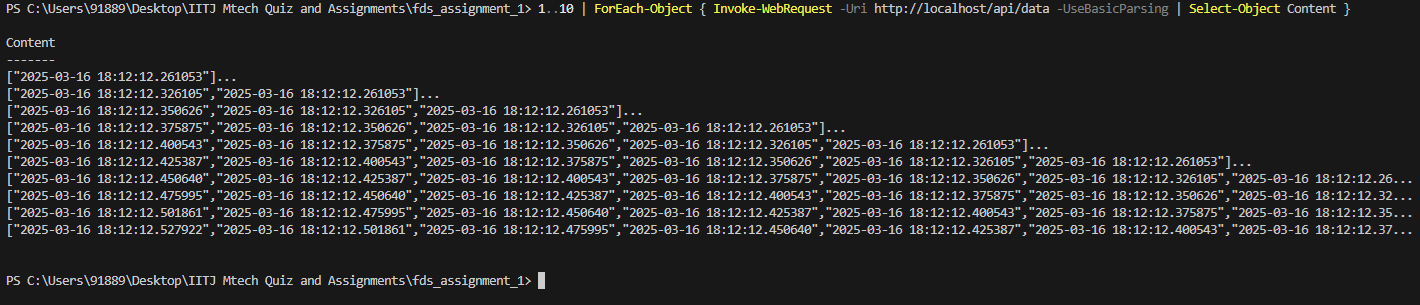 PS C:\Users\91889\Desktop\IITJ Mtech Quiz and Assignments\fds_assignment_1> 1..10 | ForEach-Object { Invoke-WebRequest -Uri http://localhost/api/data -UseBasicParsing | Select-Object Content }
Content
-------
["2025-03-16 18:12:12.261053"]...
["2025-03-16 18:12:12.326105","2025-03-16 18:12:12.261053"]...
["2025-03-16 18:12:12.350626","2025-03-16 18:12:12.326105","2025-03-16 18:12:12.261053"]...
["2025-03-16 18:12:12.375875","2025-03-16 18:12:12.350626","2025-03-16 18:12:12.326105","2025-03-16 18:12:12.261053"]...
["2025-03-16 18:12:12.400543","2025-03-16 18:12:12.375875","2025-03-16 18:12:12.350626","2025-03-16 18:12:12.326105","2025-03-16 18:12:12.261053"]...
["2025-03-16 18:12:12.425387","2025-03-16 18:12:12.400543","2025-03-16 18:12:12.375875","2025-03-16 18:12:12.350626","2025-03-16 18:12:12.326105","2025-03-16 18:12:12.261053"]...
["2025-03-16 18:12:12.450640","2025-03-16 18:12:12.425387","2025-03-16 18:12:12.400543","2025-03-16 18:12:12.375875","2025-03-16 18:12:12.350626","2025-03-16 18:12:12.326105","2025-03-16 18:12:12.26...
["2025-03-16 18:12:12.475995","2025-03-16 18:12:12.450640","2025-03-16 18:12:12.425387","2025-03-16 18:12:12.400543","2025-03-16 18:12:12.375875","2025-03-16 18:12:12.350626","2025-03-16 18:12:12.32...
["2025-03-16 18:12:12.501861","2025-03-16 18:12:12.475995","2025-03-16 18:12:12.450640","2025-03-16 18:12:12.425387","2025-03-16 18:12:12.400543","2025-03-16 18:12:12.375875","2025-03-16 18:12:12.35...
["2025-03-16 18:12:12.527922","2025-03-16 18:12:12.501861","2025-03-16 18:12:12.475995","2025-03-16 18:12:12.450640","2025-03-16 18:12:12.425387","2025-03-16 18:12:12.400543","2025-03-16 18:12:12.37...
PS C:\Users\91889\Desktop\IITJ Mtech Quiz and Assignments\fds_assignment_1>